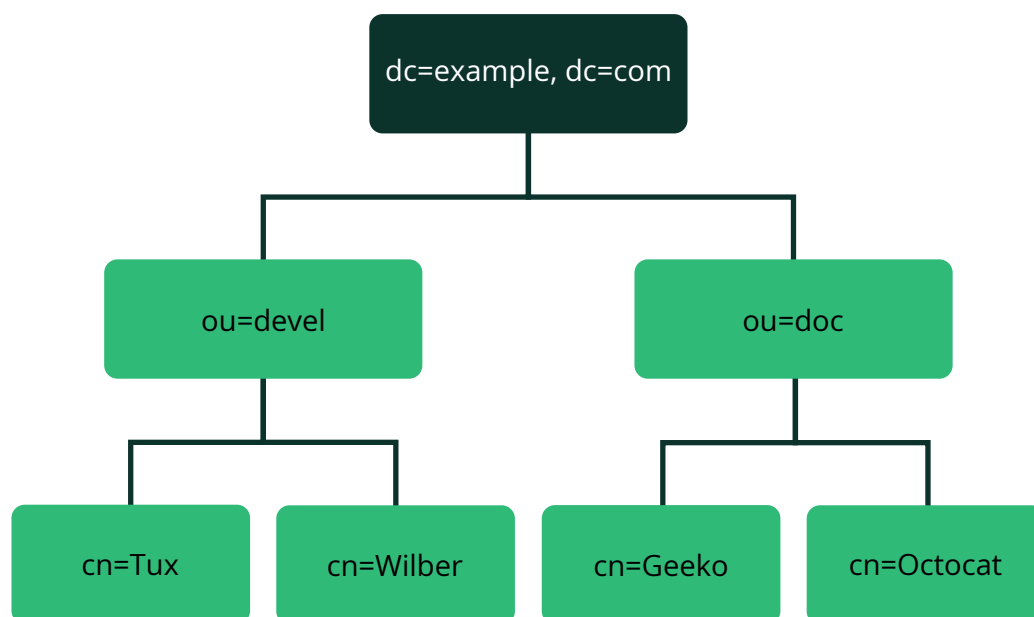 dc=example, dc=com
ou=devel
ou=doc
cn=Tux
cn=Wilber
cn=Geeko
cn=Octocat